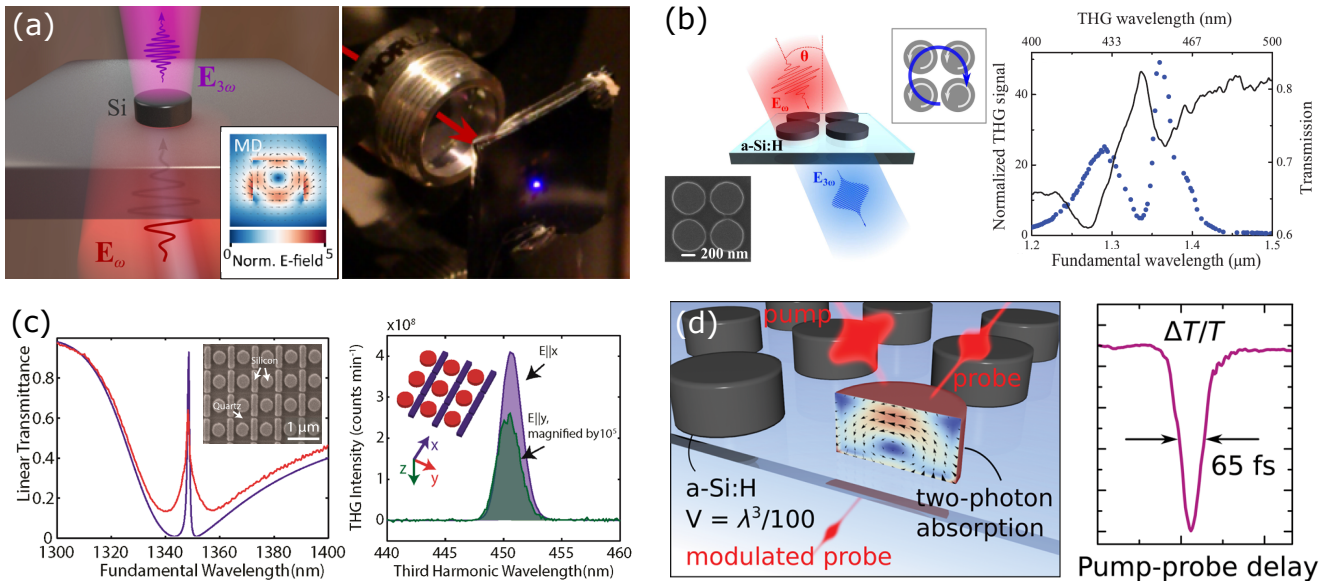 (a)
E3ω
Si
MD
0 5
Norm. E-field
Eω
HOR
(b)
θ
Eω
a-Si:H
E3ω
200 nm
THG wavelength (nm)
400 433 467 500
Normalized THG signal
40
20
0
0.8
0.7
0.6
Transmission
1.2 1.3 1.4 1.5
Fundamental wavelength (μm)
(c)
Linear Transmittance
0.8
0.6
0.4
0.2
0
Silicon
Quartz
1 μm
1300 1320 1340 1360 1380 1400
Fundamental Wavelength(nm)
x10⁸
THG Intensity (counts min⁻¹)
4
3
2
1
0
E||x
E||y,
magnified by10⁵
x
y
z
440 445 450 455 460
Third Harmonic Wavelength(nm)
(d)
pump
probe
a-Si:H
V = λ³/100
two-photon
absorption
modulated probe
ΔT/T
65 fs
Pump-probe delay